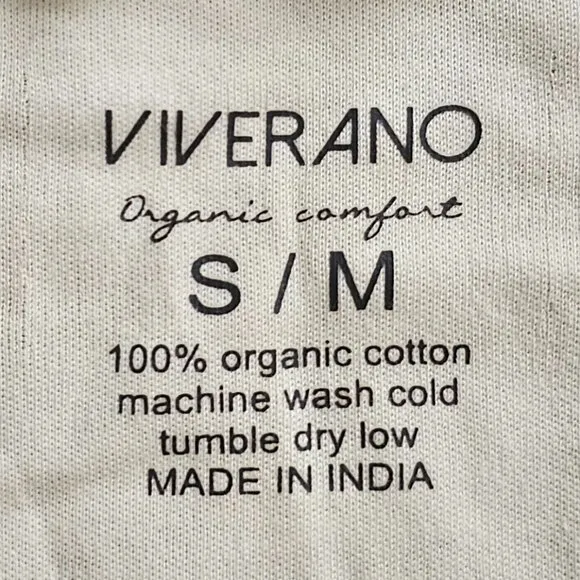 VIVERANO
Organic comfort
S / M
100% organic cotton
machine wash cold
tumble dry low
MADE IN INDIA